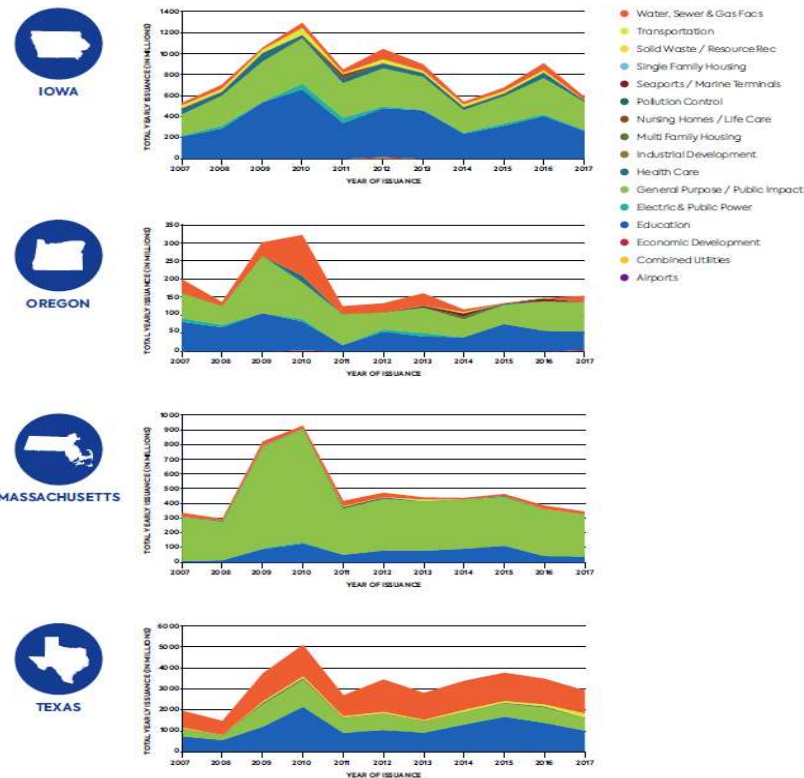 IOWA
TOTAL YEARLY ISSUANCE (IN MILLIONS)
1400
1200
1000
800
600
400
200
0
2007 2008 2009 2010 2011 2012 2013 2014 2015 2016 2017
YEAR OF ISSUANCE
Water, Sewer & Gas Facs
Transportation
Solid Waste / Resource Rec
Single Family Housing
Seaports / Marine Terminals
Pollution Control
Nursing Homes / Life Care
Multi Family Housing
Industrial Development
Health Care
General Purpose / Public Impact
Electric & Public Power
Education
Economic Development
Combined Utilities
Airports
OREGON
TOTAL YEARLY ISSUANCE (IN MILLIONS)
350
300
250
200
150
100
50
0
2007 2008 2009 2010 2011 2012 2013 2014 2015 2016 2017
YEAR OF ISSUANCE
MASSACHUSETTS
TOTAL YEARLY ISSUANCE (IN MILLIONS)
1000
900
800
700
600
500
400
300
200
100
0
2007 2008 2009 2010 2011 2012 2013 2014 2015 2016 2017
YEAR OF ISSUANCE
TEXAS
TOTAL YEARLY ISSUANCE (IN MILLIONS)
6000
5000
4000
3000
2000
1000
0
2007 2008 2009 2010 2011 2012 2013 2014 2015 2016 2017
YEAR OF ISSUANCE